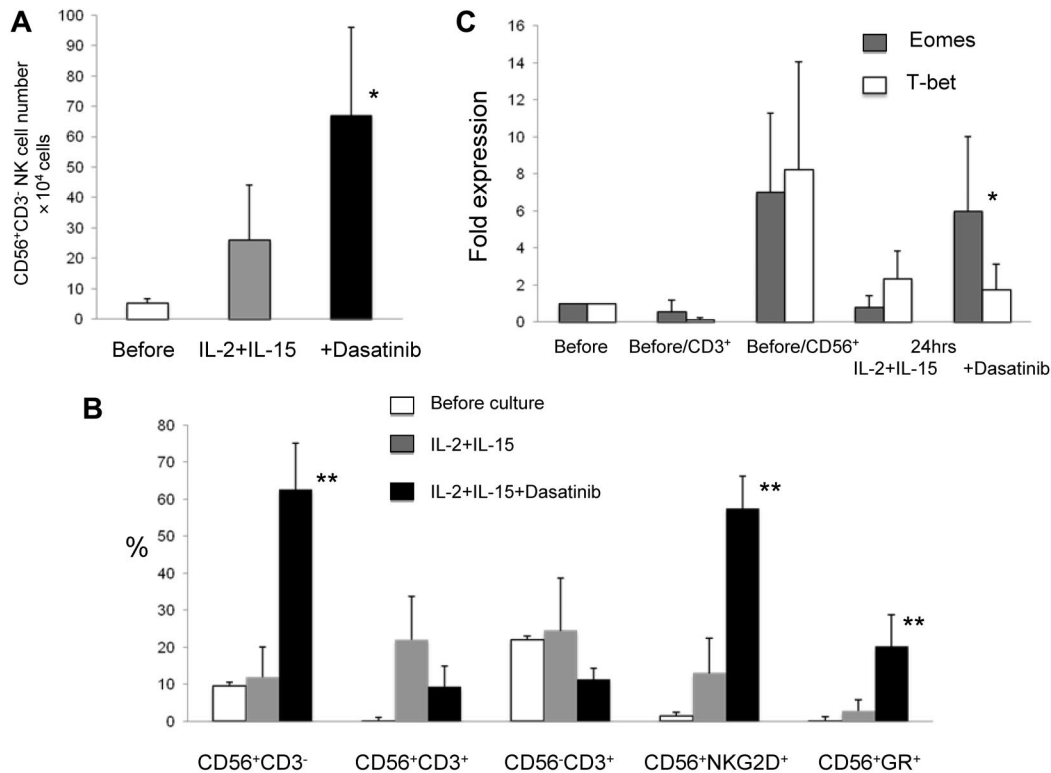 A
CD56⁺CD3⁻ NK cell number
× 10⁴ cells
100
90
80
70
60
50
40
30
20
10
0
*
Before IL-2+IL-15 +Dasatinib
C
Fold expression
16
14
12
10
8
6
4
2
0
Eomes
T-bet
*
Before Before/CD3⁺ Before/CD56⁺ 24hrs
IL-2+IL-15 +Dasatinib
B
%
80
70
60
50
40
30
20
10
0
Before culture
IL-2+IL-15
IL-2+IL-15+Dasatinib
**
**
**
CD56⁺CD3⁻ CD56⁺CD3⁺ CD56⁻CD3⁺ CD56⁺NKG2D⁺ CD56⁺GR⁺